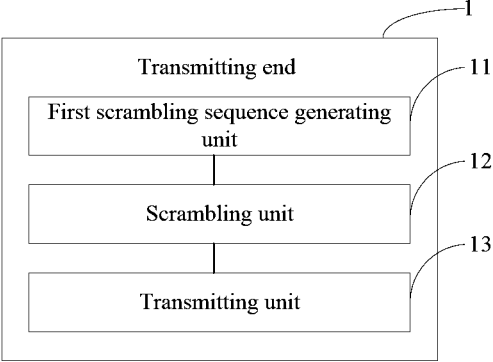 1
Transmitting end
11
First scrambling sequence generating
unit
12
Scrambling unit
13
Transmitting unit